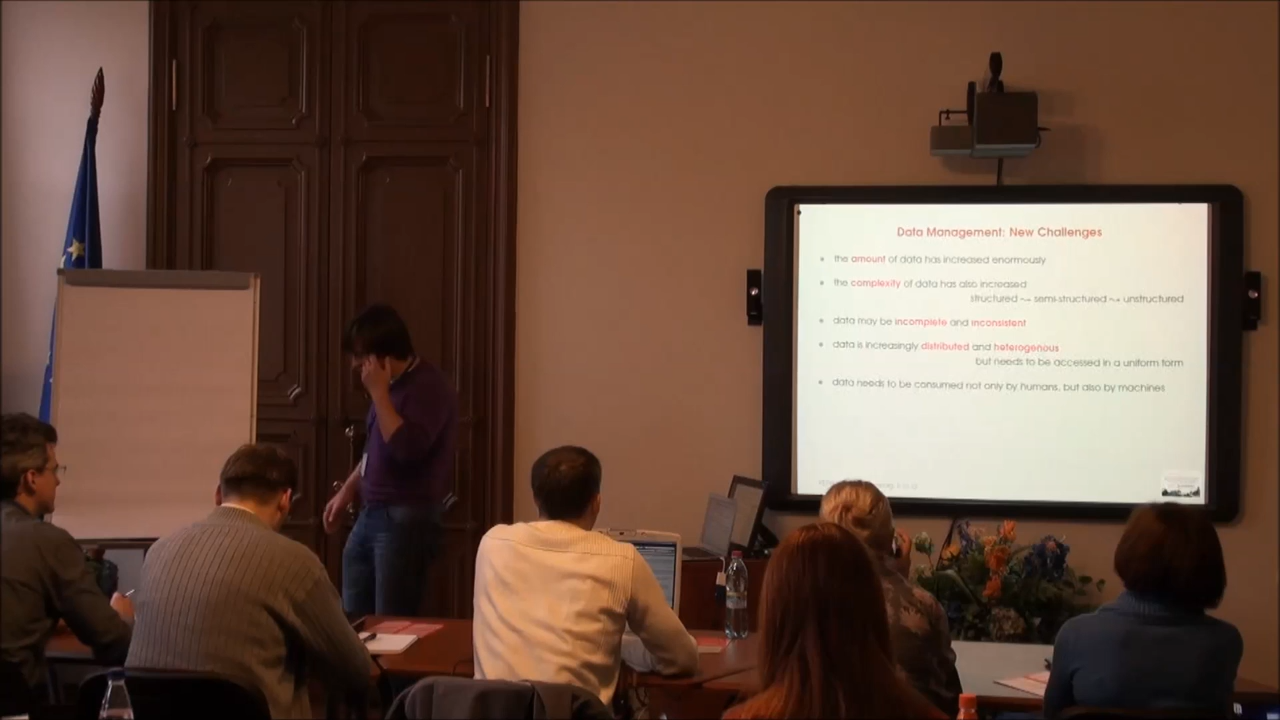 Data Management: New Challenges
the amount of data has increased enormously
the complexity of data has also increased
structured ⤳ semi-structured ⤳ unstructured
data may be incomplete and inconsistent
data is increasingly distributed and heterogenous
but needs to be accessed in a uniform form
data needs to be consumed not only by humans, but also by machines